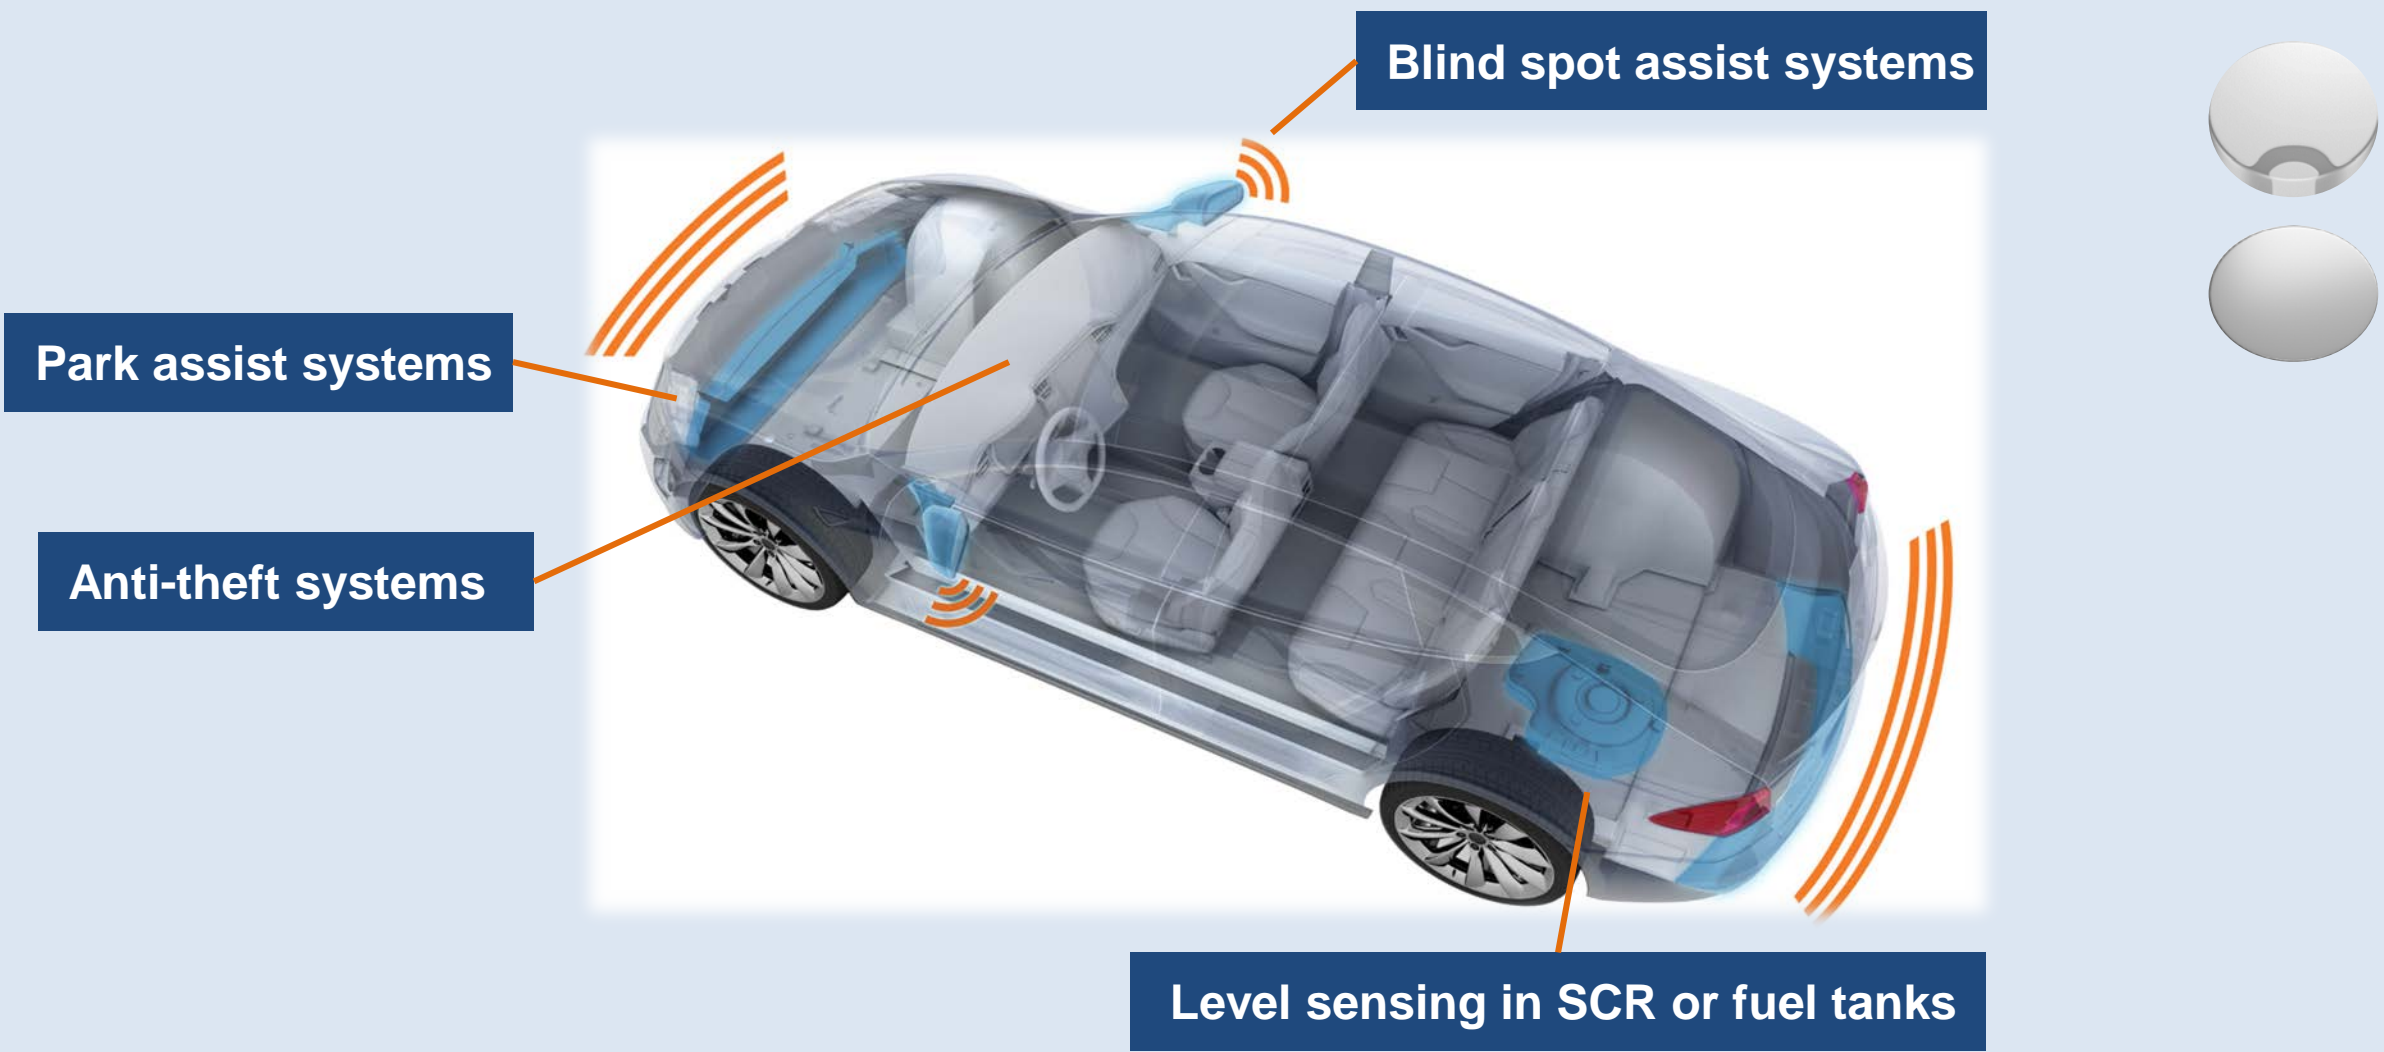 Blind spot assist systems
Park assist systems
Anti-theft systems
Level sensing in SCR or fuel tanks